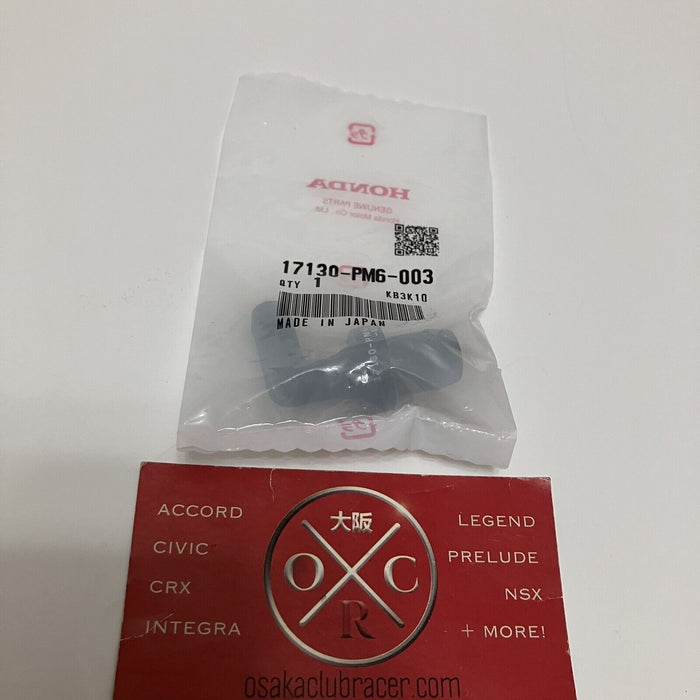 HONDA
GENUINE PARTS
Honda Motor Co., Ltd.
17130-PM6-003
QTY 1
KB3K10
MADE IN JAPAN
ACCORD
CIVIC
CRX
INTEGRA
大阪
O C
R
LEGEND
PRELUDE
NSX
+ MORE!
osakaclubracer.com